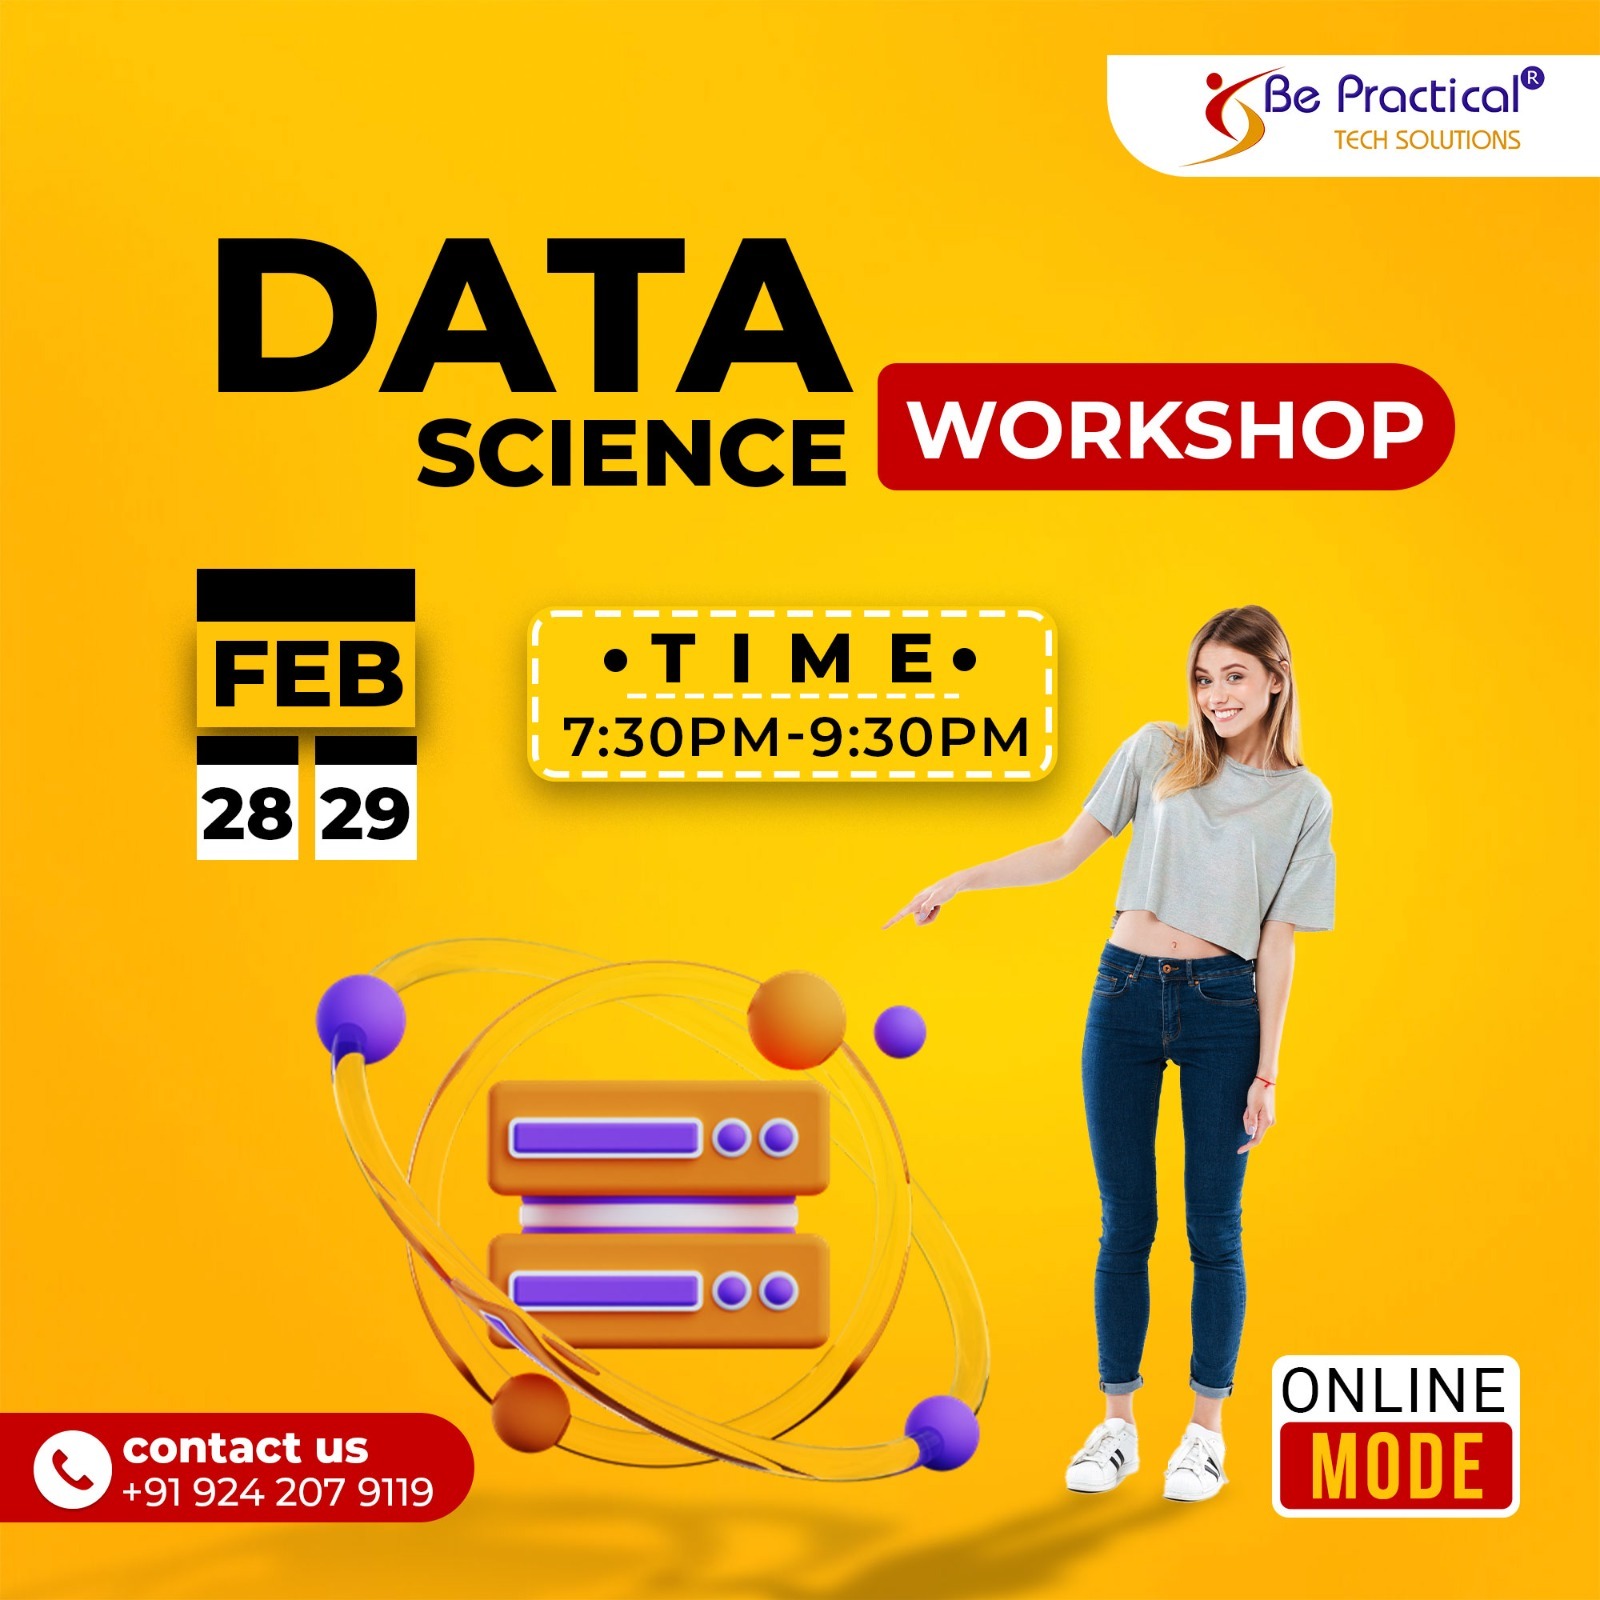 Be Practical®
TECH SOLUTIONS
DATA
SCIENCE
WORKSHOP
FEB
28 29
•TIME•
7:30PM-9:30PM
ONLINE
MODE
contact us
+91 924 207 9119